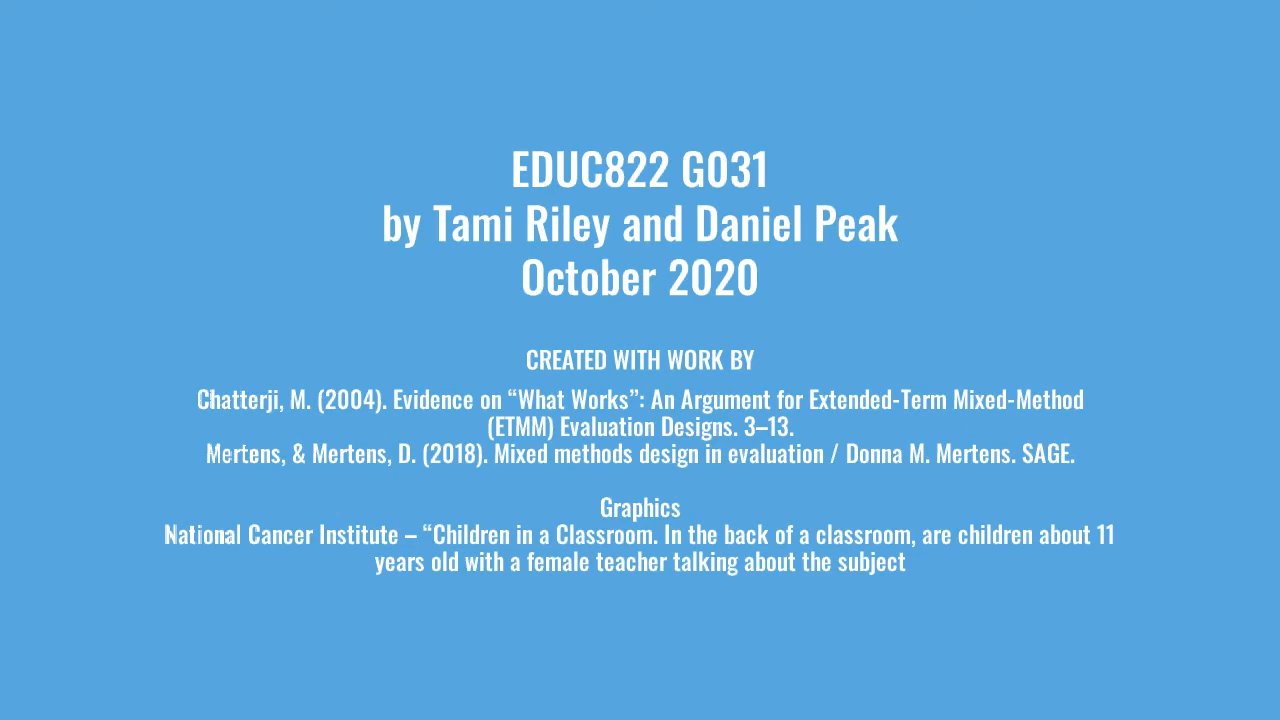 EDUC822 G031
by Tami Riley and Daniel Peak
October 2020
CREATED WITH WORK BY
Chatterji, M. (2004). Evidence on “What Works”: An Argument for Extended-Term Mixed-Method
(ETMM) Evaluation Designs. 3–13.
Mertens, & Mertens, D. (2018). Mixed methods design in evaluation / Donna M. Mertens. SAGE.
Graphics
National Cancer Institute – “Children in a Classroom. In the back of a classroom, are children about 11
years old with a female teacher talking about the subject